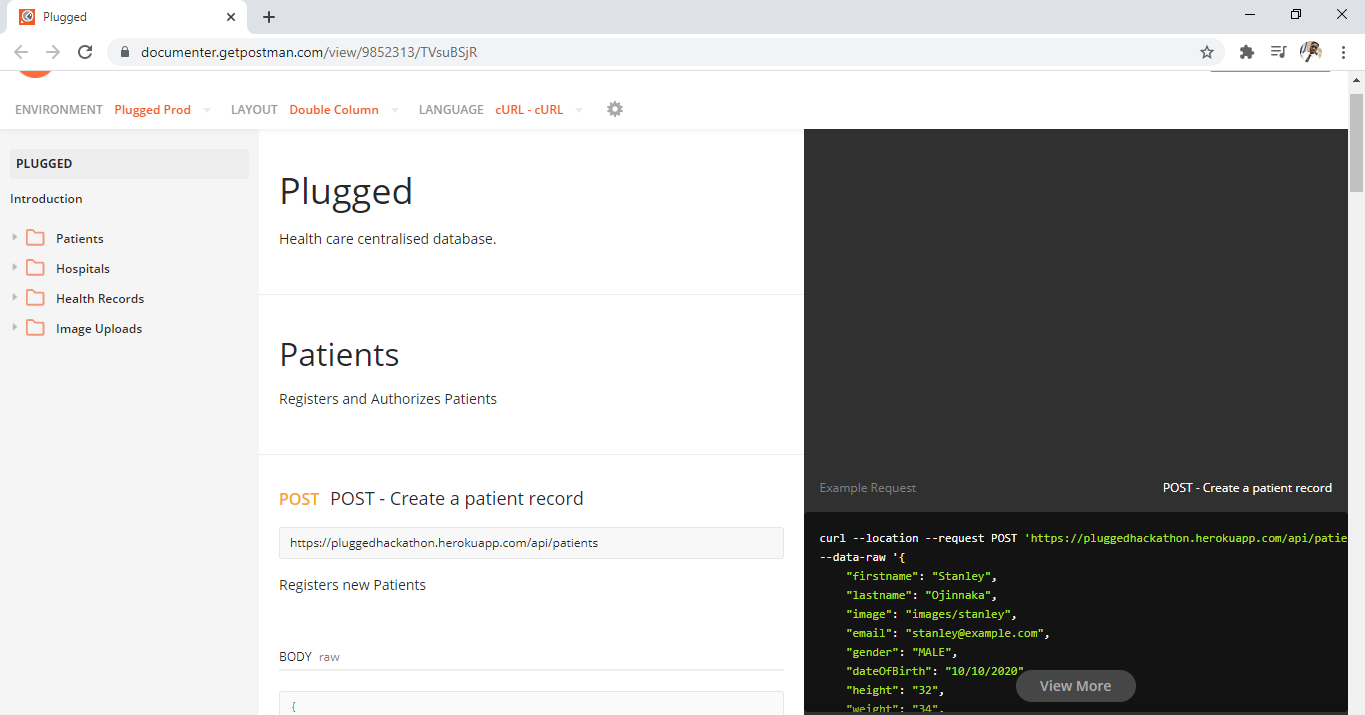 Plugged
documenter.getpostman.com/view/9852313/TVsuBSjR
ENVIRONMENT Plugged Prod LAYOUT Double Column LANGUAGE cURL - cURL
PLUGGED
Introduction
Patients
Hospitals
Health Records
Image Uploads
Plugged
Health care centralised database.
Patients
Registers and Authorizes Patients
POST POST - Create a patient record
https://pluggedhackathon.herokuapp.com/api/patients
Registers new Patients
BODY raw
{
Example Request POST - Create a patient record
curl --location --request POST 'https://pluggedhackathon.herokuapp.com/api/patie
--data-raw '{
"firstname": "Stanley",
"lastname": "Ojinnaka",
"image": "images/stanley",
"email": "stanley@example.com",
"gender": "MALE",
"dateOfBirth": "10/10/2020"
"height": "32",
"weight": "34",
View More